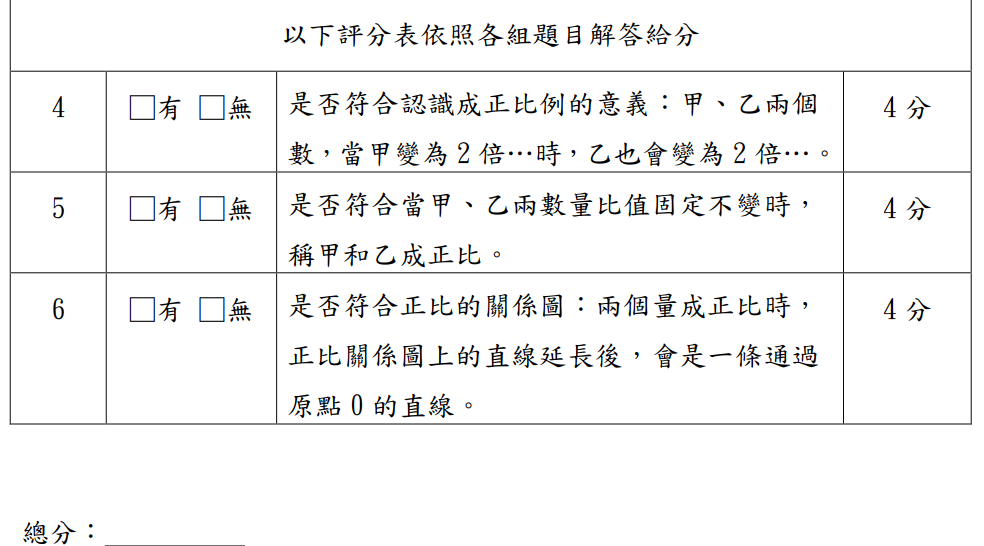 以下評分表依照各組題目解答給分
4 □有 □無 是否符合認識成正比例的意義：甲、乙兩個 4 分
數，當甲變為 2 倍…時，乙也會變為 2 倍…。
5 □有 □無 是否符合當甲、乙兩數量比值固定不變時， 4 分
稱甲和乙成正比。
6 □有 □無 是否符合正比的關係圖：兩個量成正比時， 4 分
正比關係圖上的直線延長後，會是一條通過
原點 0 的直線。
總分：__________